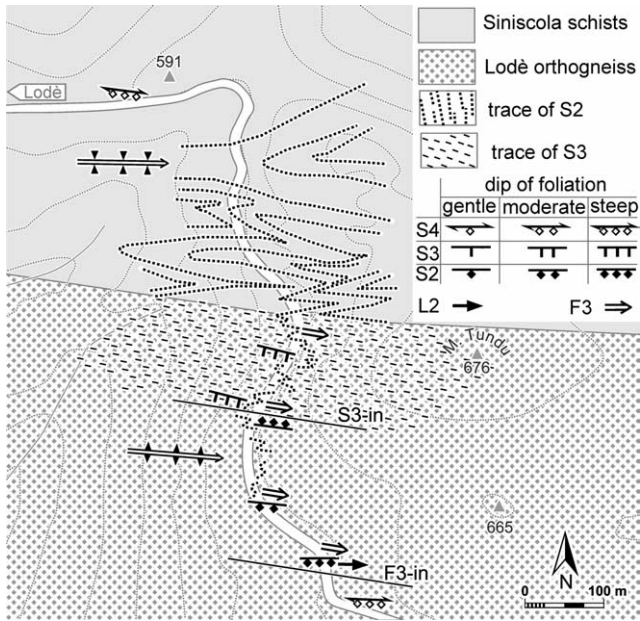 Siniscola schists
Lodè orthogneiss
trace of S2
trace of S3
dip of foliation
gentle moderate steep
S4
S3
S2
L2 F3
591
Lodè
M. Tundu
676
S3-in
665
F3-in
N
0 100 m